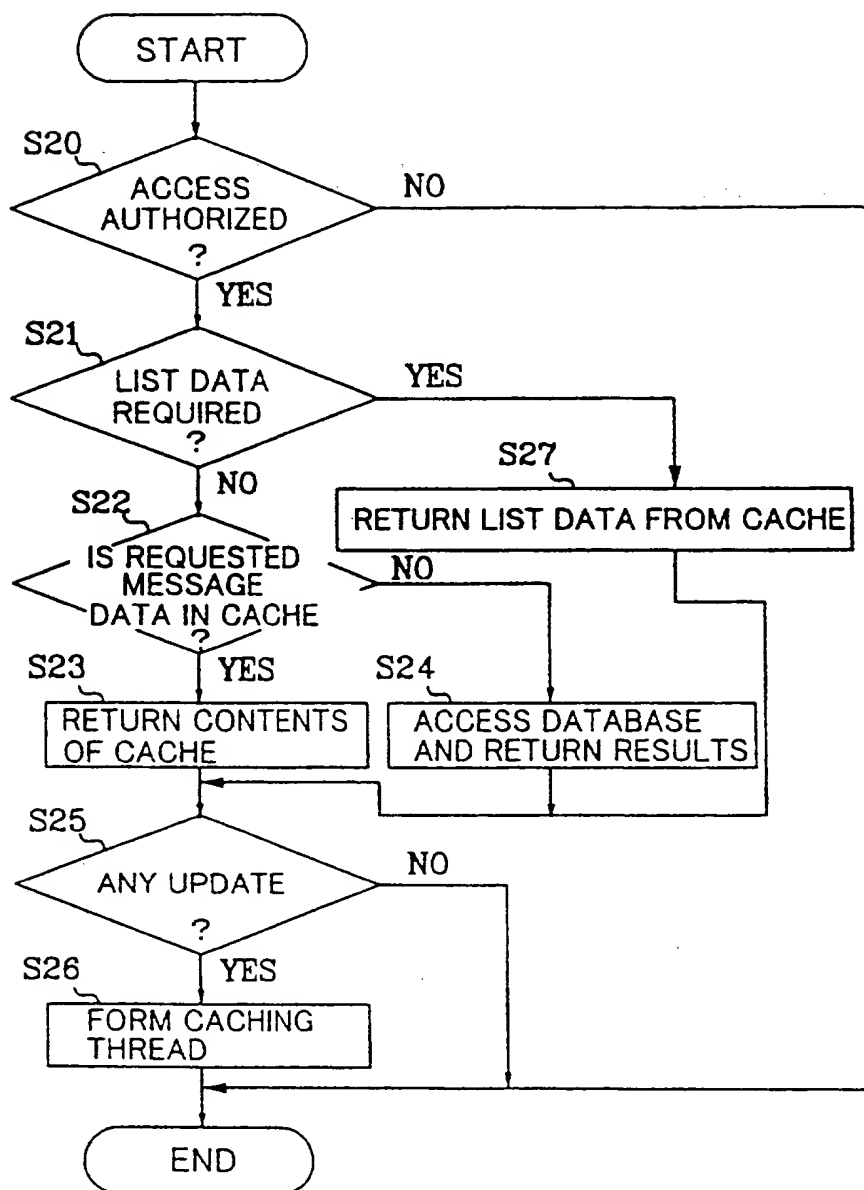 START
S20
ACCESS
AUTHORIZED
?
NO
YES
S21
LIST DATA
REQUIRED
?
YES
NO
S27
RETURN LIST DATA FROM CACHE
S22
IS REQUESTED
MESSAGE
DATA IN CACHE
?
NO
YES
S23
RETURN CONTENTS
OF CACHE
S24
ACCESS DATABASE
AND RETURN RESULTS
S25
ANY UPDATE
?
NO
YES
S26
FORM CACHING
THREAD
END